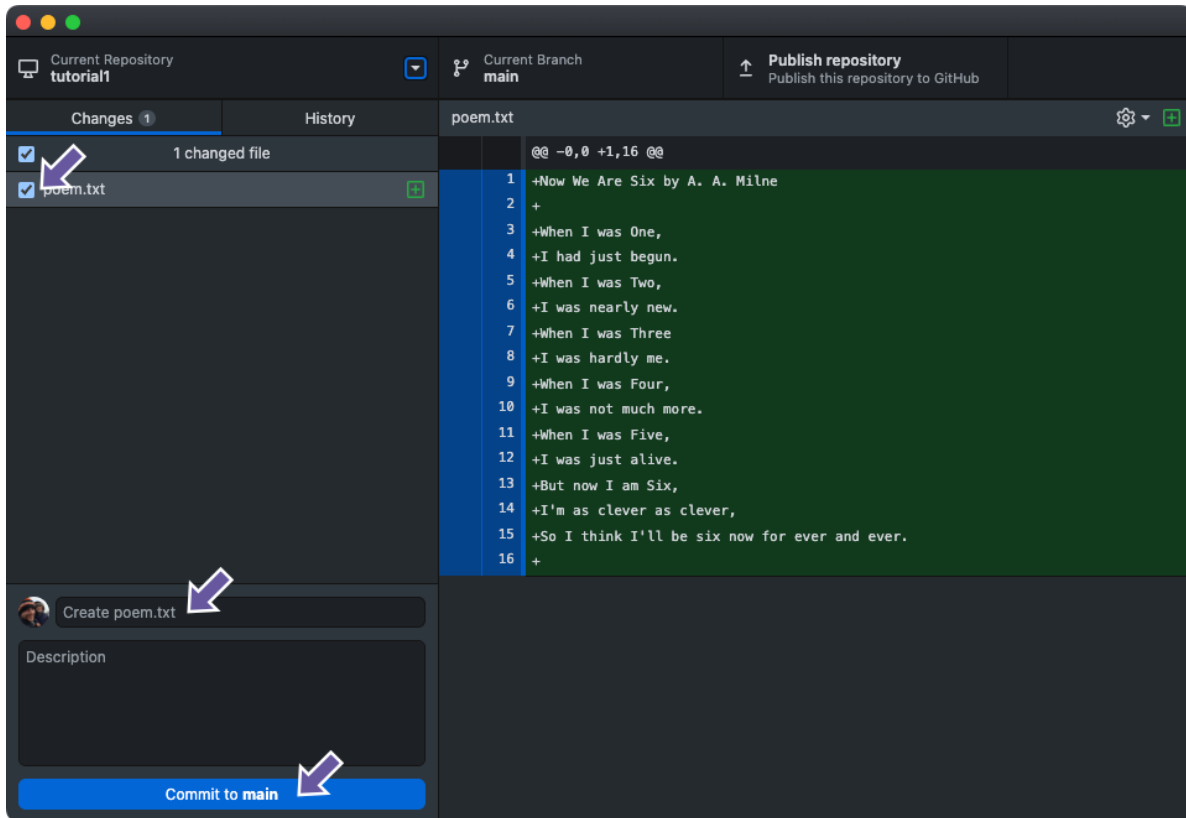 Current Repository
tutorial1
Current Branch
main
Publish repository
Publish this repository to GitHub
Changes 1
History
poem.txt
1 changed file
poem.txt
@@ -0,0 +1,16 @@
1 +Now We Are Six by A. A. Milne
2 +
3 +When I was One,
4 +I had just begun.
5 +When I was Two,
6 +I was nearly new.
7 +When I was Three
8 +I was hardly me.
9 +When I was Four,
10 +I was not much more.
11 +When I was Five,
12 +I was just alive.
13 +But now I am Six,
14 +I'm as clever as clever,
15 +So I think I'll be six now for ever and ever.
16 +
Create poem.txt
Description
Commit to main